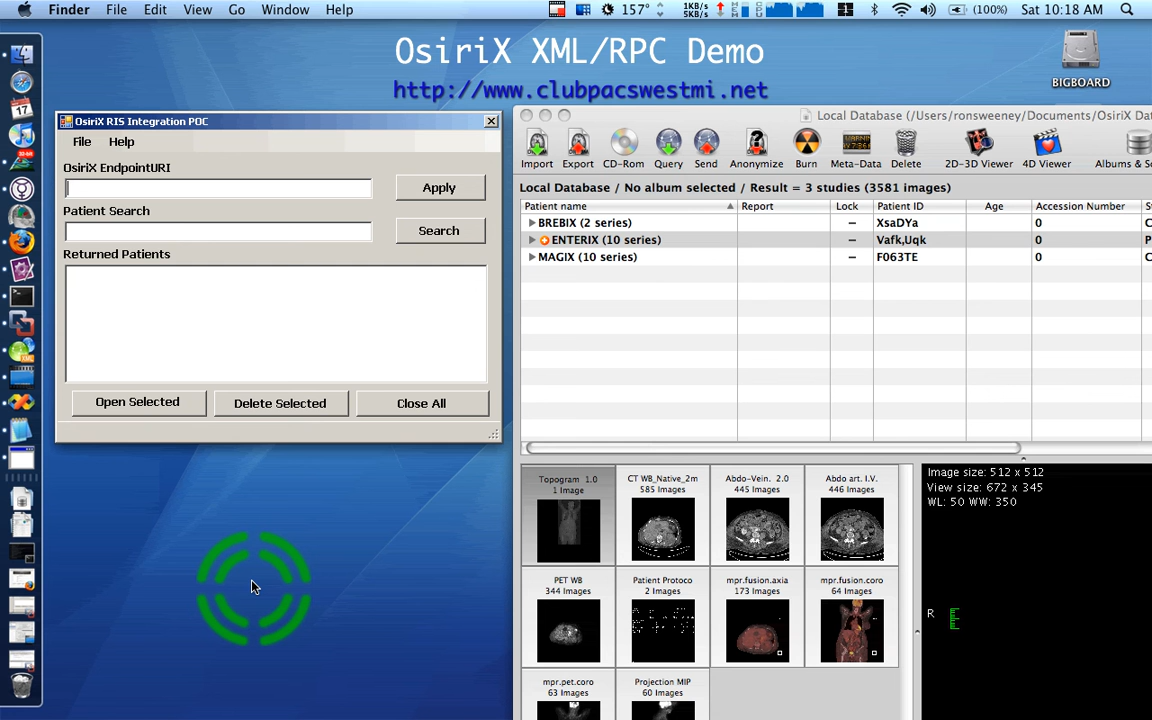 Finder File Edit View Go Window Help
157° 1KB/s 5KB/s MEM CPU 1 (100%) Sat 10:18 AM
17
OsiriX XML/RPC Demo
http://www.clubpacswestmi.net
BIGBOARD
OsiriX RIS Integration POC
File Help
OsiriX EndpointURI
Apply
Patient Search
Search
Returned Patients
Open Selected Delete Selected Close All
Local Database (/Users/ronsweeney/Documents/OsiriX Dat
Import Export CD-Rom Query Send Anonymize Burn Meta-Data Delete 2D-3D Viewer 4D Viewer Albums & S
Local Database / No album selected / Result = 3 studies (3581 images)
Patient name Report Lock Patient ID Age Accession Number St
BREBIX (2 series) – XsaDYa 0 C
ENTERIX (10 series) – Vafk,Uqk 0 P
MAGIX (10 series) – F063TE 0 C
Topogram 1.0
1 Image
CT WB_Native_2m
585 Images
Abdo-Vein. 2.0
445 Images
Abdo art. I.V.
446 Images
PET WB
344 Images
Patient Protoco
2 Images
mpr.fusion.axia
173 Images
mpr.fusion.coro
64 Images
mpr.pet.coro
63 Images
Projection MIP
60 Images
Image size: 512 x 512
View size: 672 x 345
WL: 50 WW: 350
R